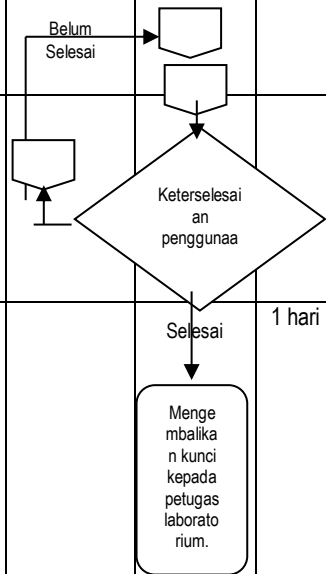 Belum
Selesai
Keterselesai
an
penggunaa
Selesai
1 hari
Menge
mbalika
n kunci
kepada
petugas
laborato
rium.